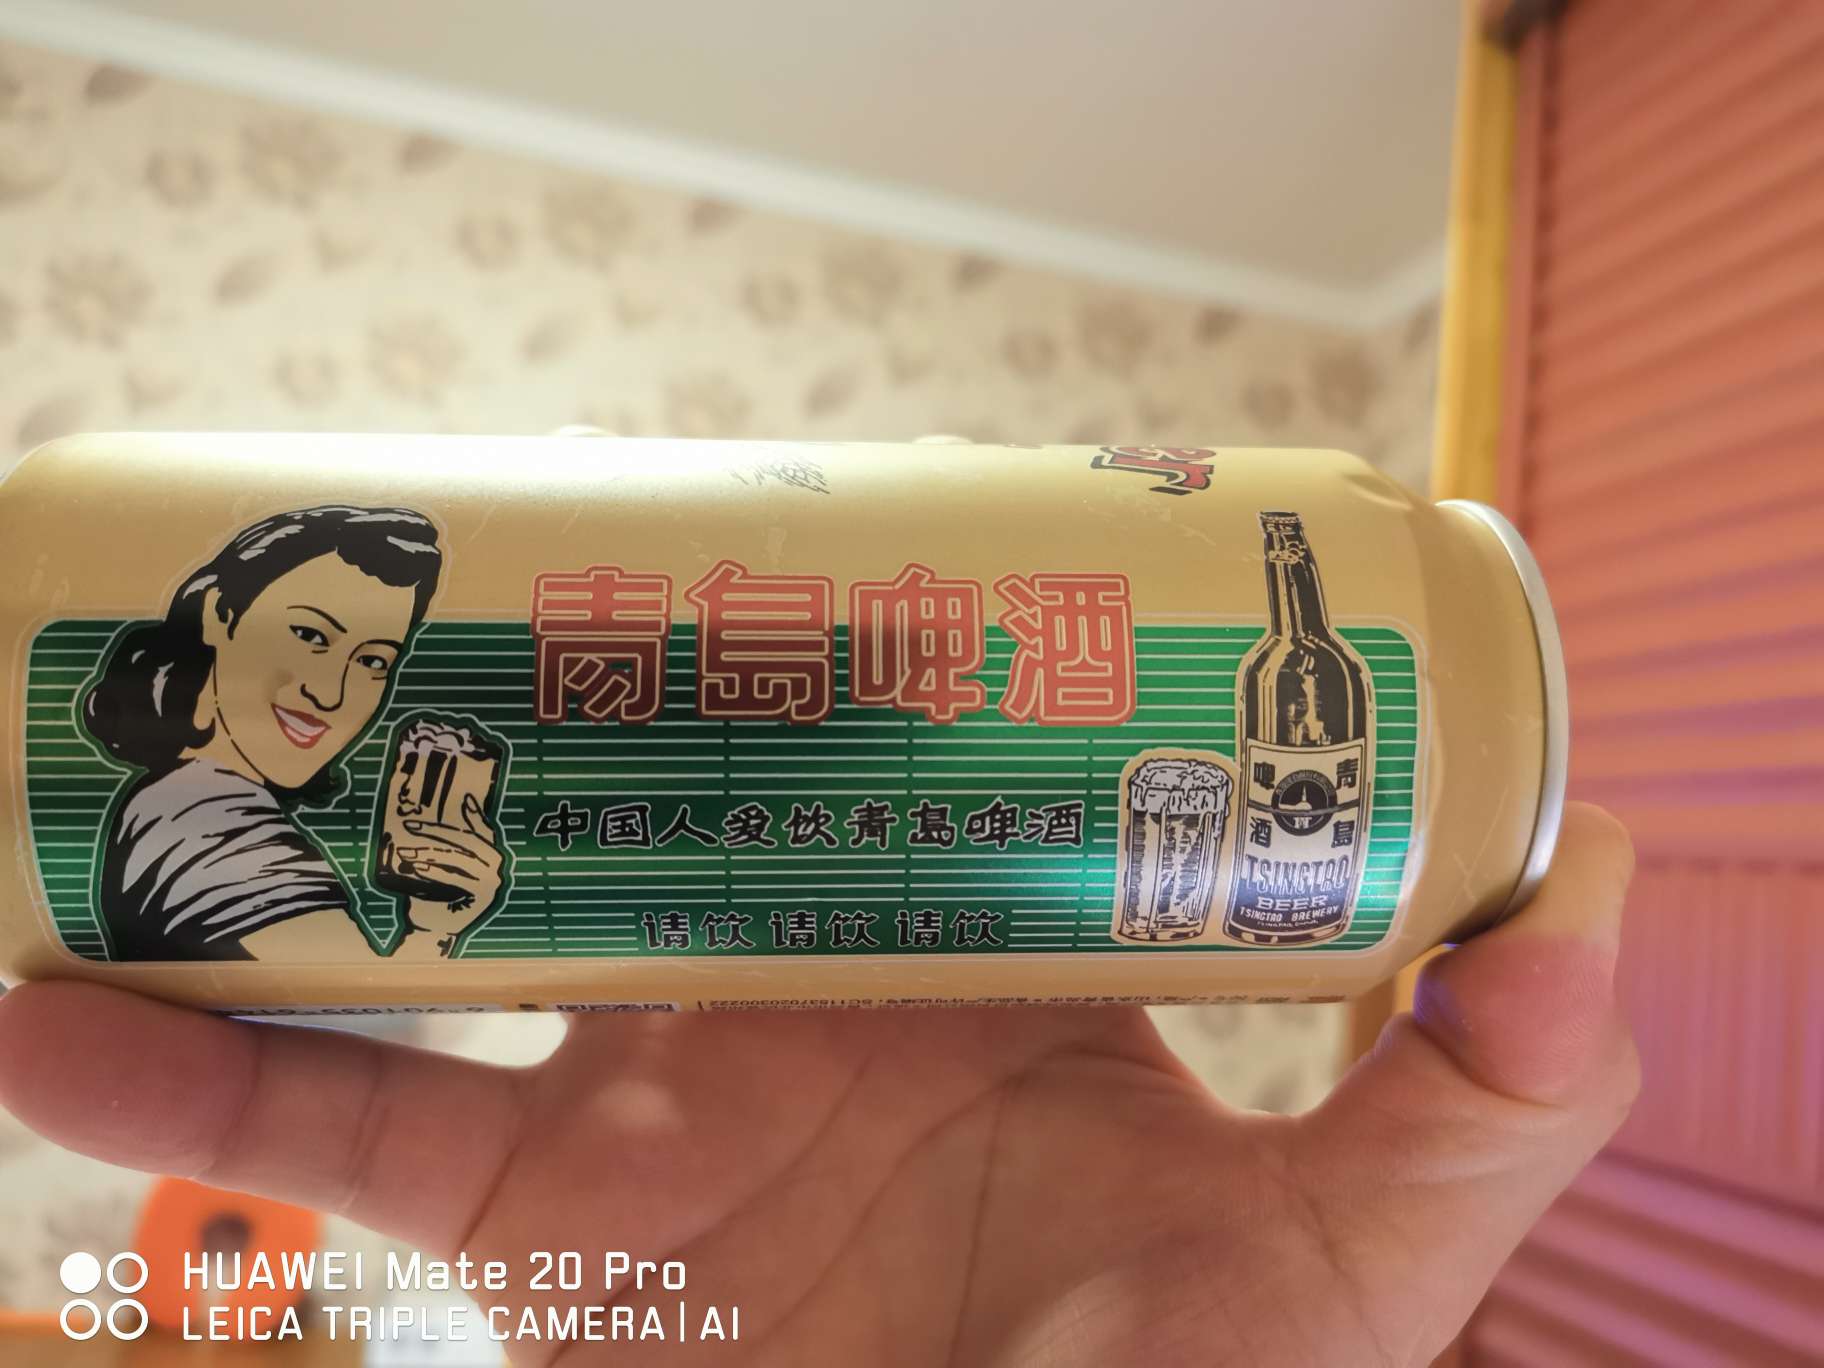 青島啤酒
中国人爱饮青岛啤酒
请饮 请饮 请饮
啤 青
酒 島
TSINGTAO
BEER
TSINGTAO BREWERY
HUAWEI Mate 20 Pro
LEICA TRIPLE CAMERA | AI